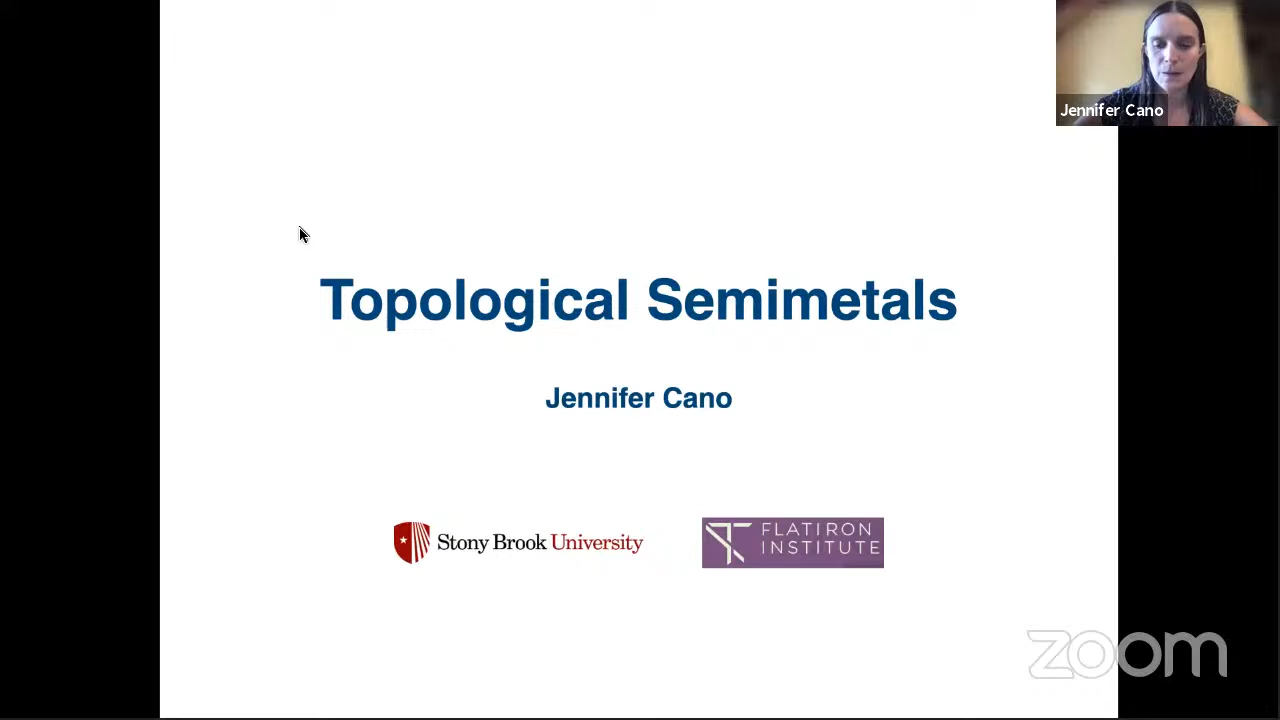 Jennifer Cano
Topological Semimetals
Jennifer Cano
Stony Brook University
FLATIRON
INSTITUTE
zoom